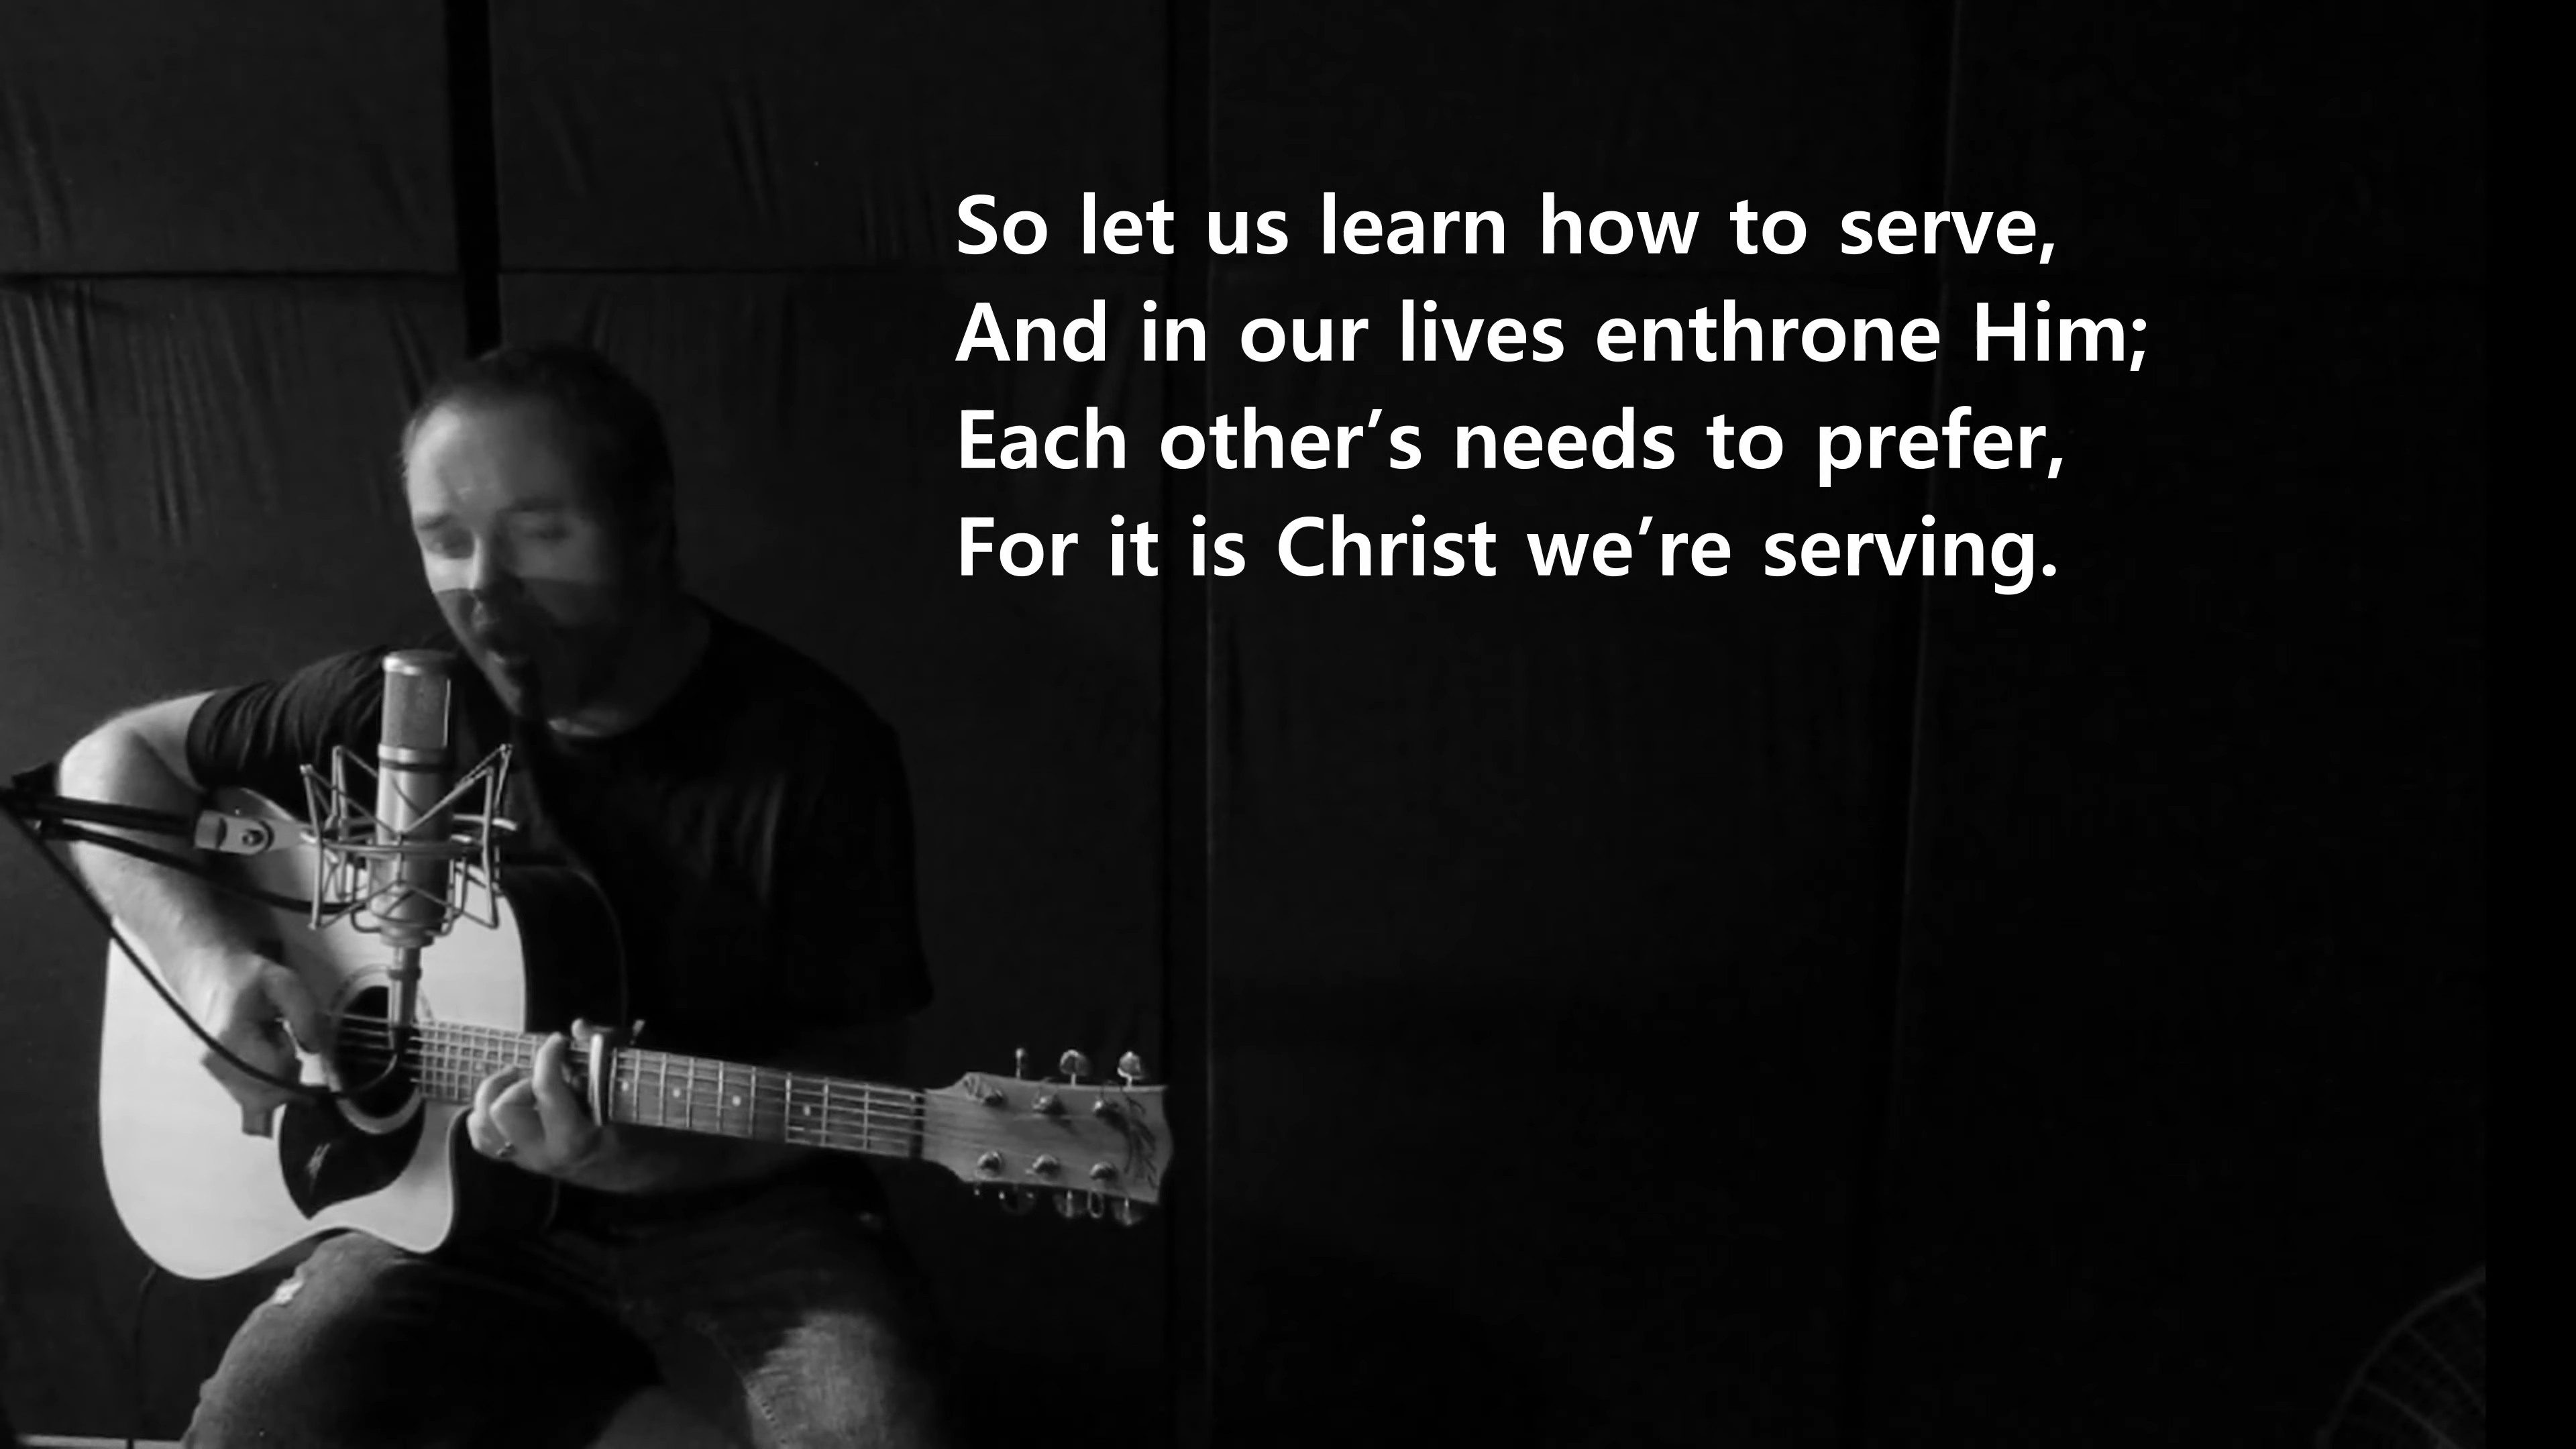 So let us learn how to serve,
And in our lives enthrone Him;
Each other’s needs to prefer,
For it is Christ we’re serving.